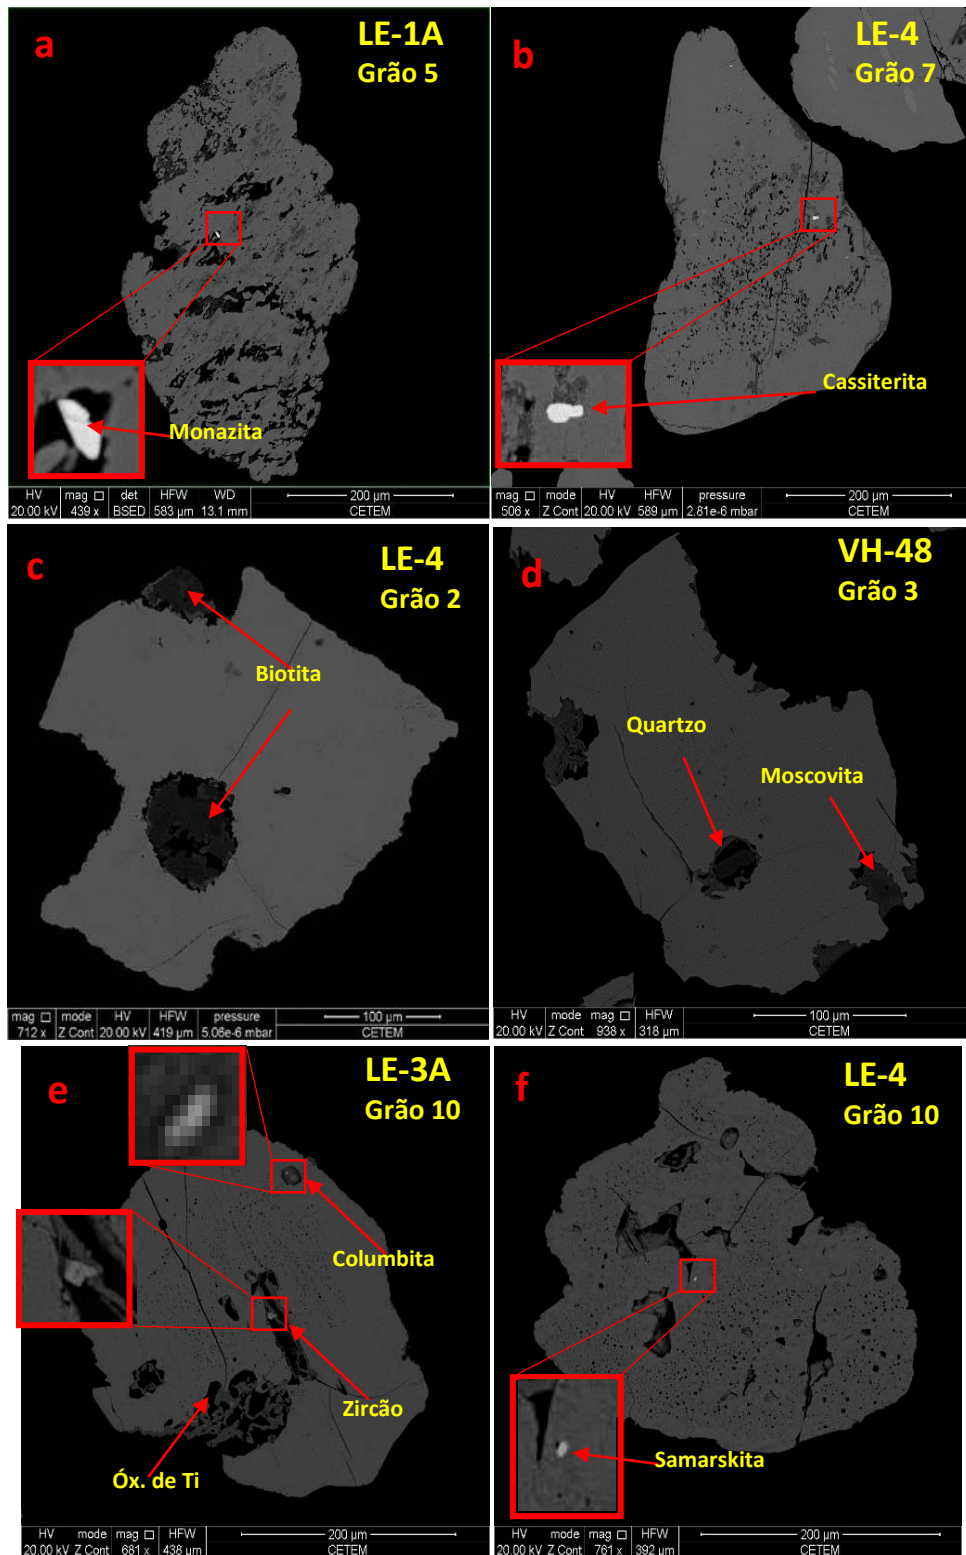 a
LE-1A
Grão 5
Monazita
HV mag □ det HFW WD 200 µm
20.00 kV 439 x BSED 583 µm 13.1 mm CETEM
b
LE-4
Grão 7
Cassiterita
mag □ mode HV HFW pressure 200 µm
506 x Z Cont 20.00 kV 589 µm 2.81e-6 mbar CETEM
c
LE-4
Grão 2
Biotita
mag □ mode HV HFW pressure 100 µm
712 x Z Cont 20.00 kV 419 µm 5.06e-6 mbar CETEM
d
VH-48
Grão 3
Quartzo
Moscovita
HV mode mag □ HFW 100 µm
20.00 kV Z Cont 938 x 318 µm CETEM
e
LE-3A
Grão 10
Columbita
Zircão
Óx. de Ti
HV mode mag □ HFW 200 µm
20.00 kV Z Cont 681 x 438 µm CETEM
f
LE-4
Grão 10
Samarskita
HV mode mag □ HFW 200 µm
20.00 kV Z Cont 761 x 392 µm CETEM